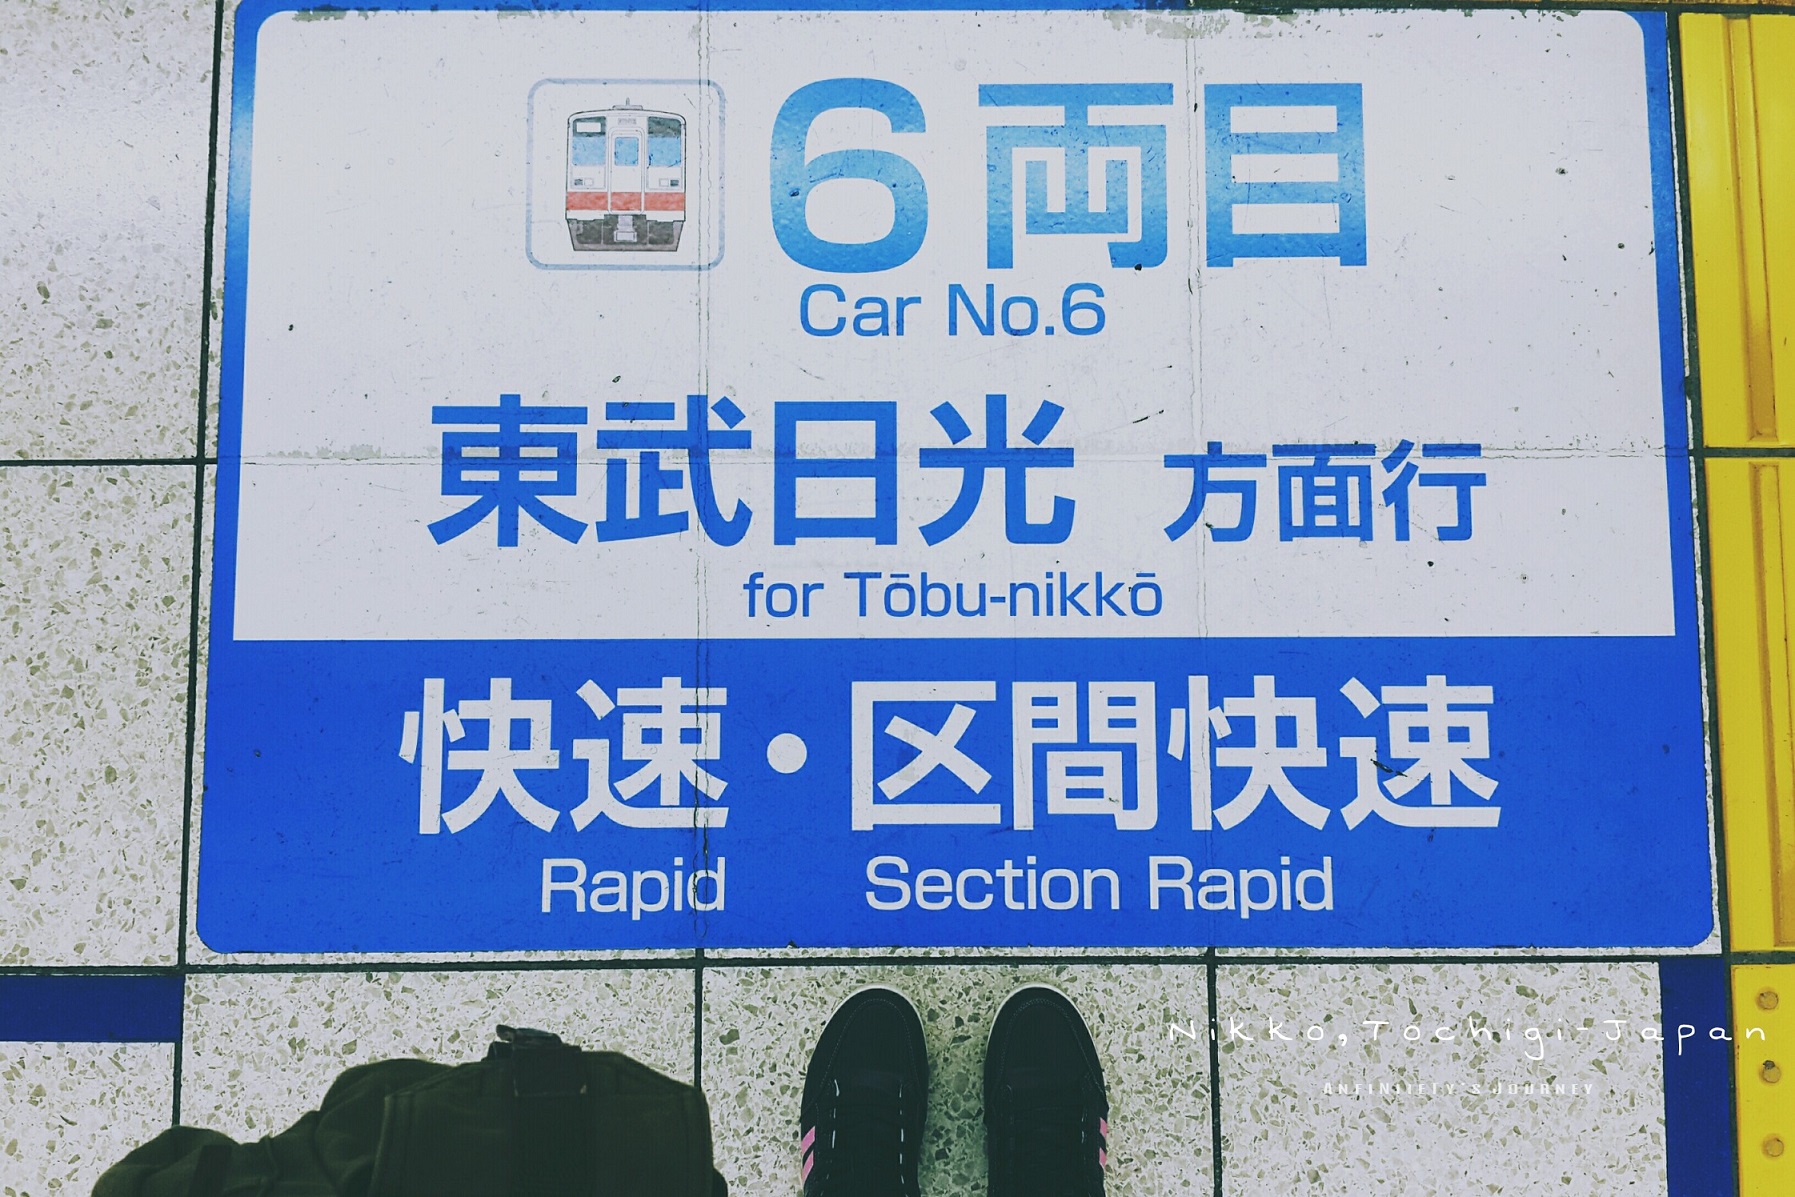 6両目
Car No.6
東武日光 方面行
for Tōbu-nikkō
快速・区間快速
Rapid Section Rapid
Nikko,Tochigi-Japan